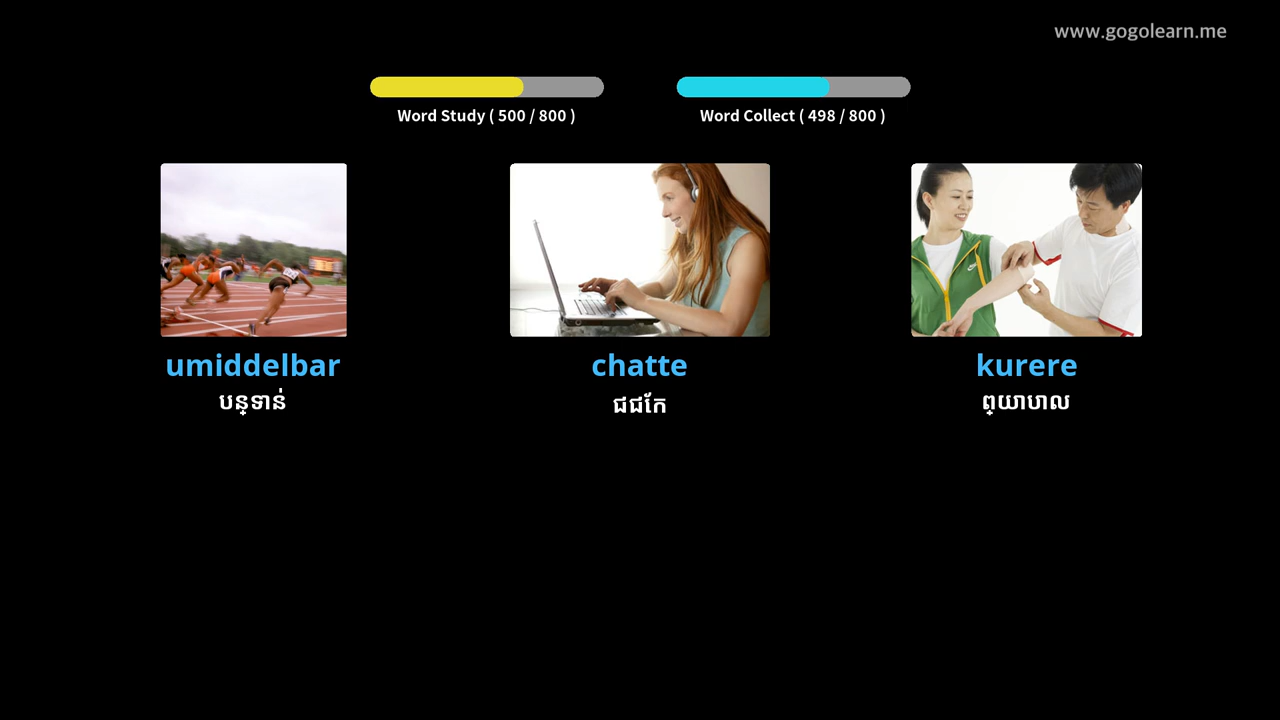 www.gogolearn.me
Word Study ( 500 / 800 )
Word Collect ( 498 / 800 )
umiddelbar
បន្ទាន់
chatte
ជជកែ
kurere
ព្យាបាល